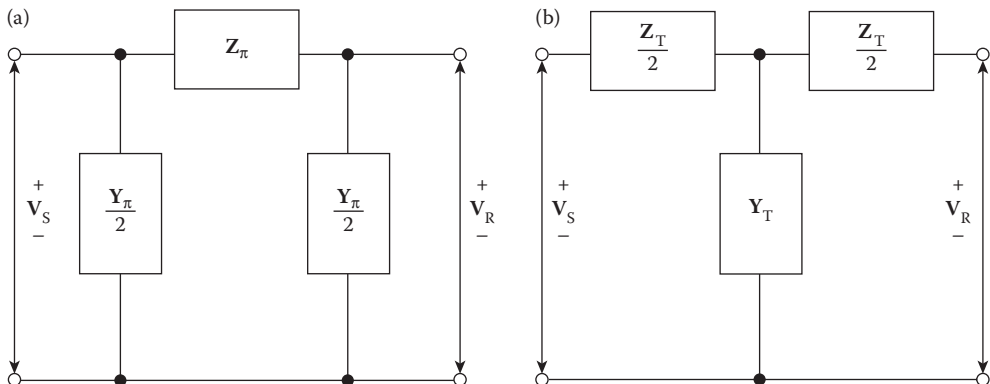 (a)
Z_π
+
V_S
−
Y_π
2
Y_π
2
+
V_R
−
(b)
Z_T
2
Z_T
2
+
V_S
−
Y_T
+
V_R
−